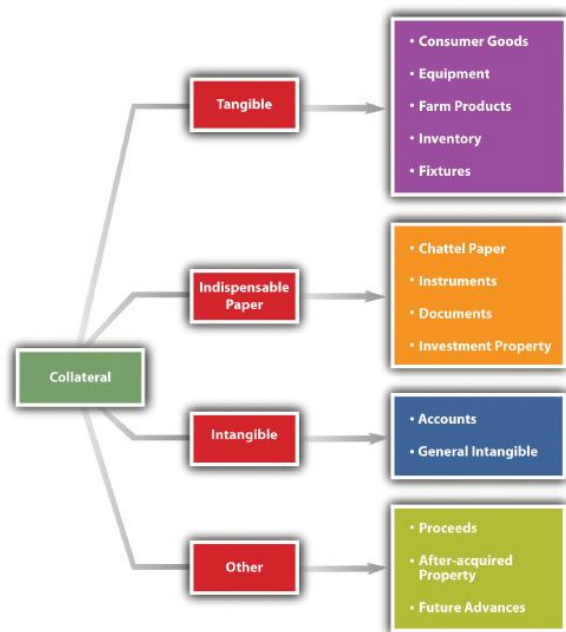 Collateral
Tangible
• Consumer Goods
• Equipment
• Farm Products
• Inventory
• Fixtures
Indispensable
Paper
• Chattel Paper
• Instruments
• Documents
• Investment Property
Intangible
• Accounts
• General Intangible
Other
• Proceeds
• After-acquired
Property
• Future Advances